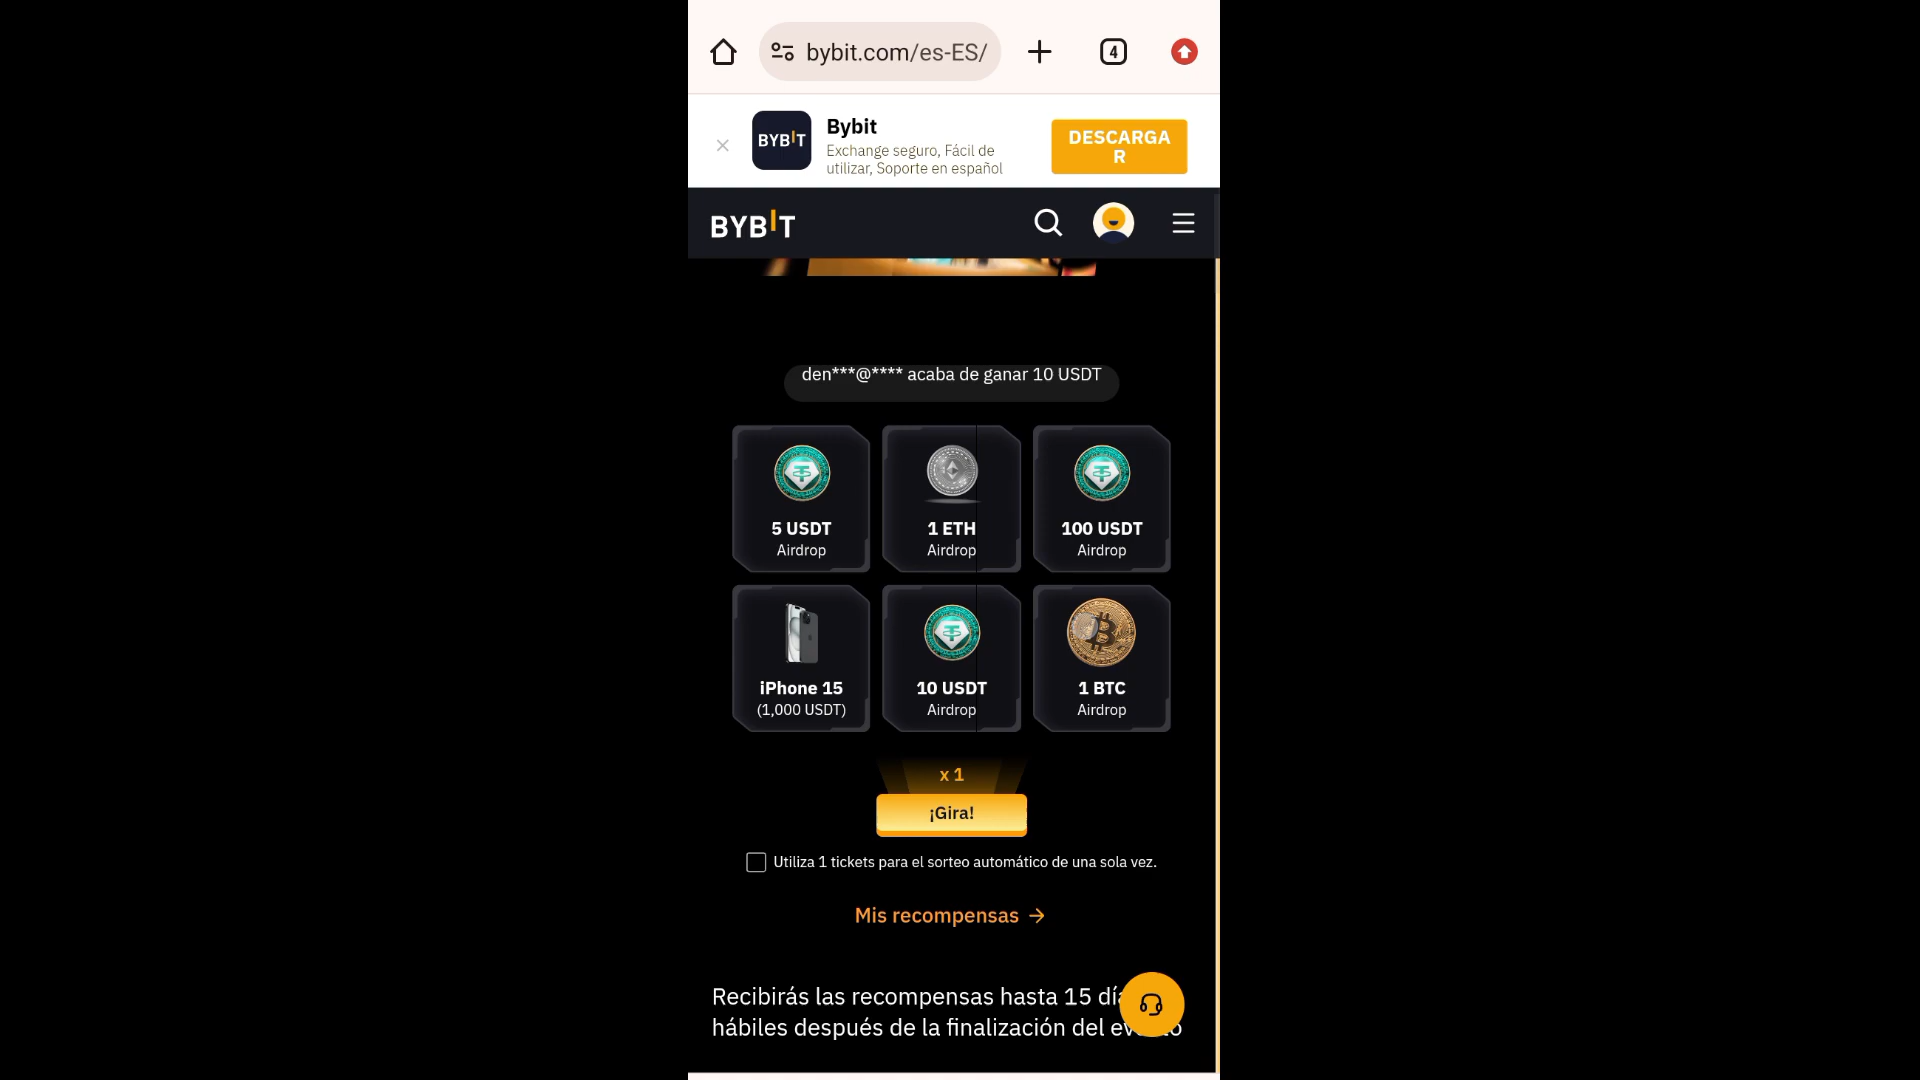 bybit.com/es-ES/
4
BYBIT
Bybit
Exchange seguro, Fácil de
utilizar, Soporte en español
DESCARGA
R
BYBIT
den***@**** acaba de ganar 10 USDT
5 USDT
Airdrop
1 ETH
Airdrop
100 USDT
Airdrop
iPhone 15
(1,000 USDT)
10 USDT
Airdrop
1 BTC
Airdrop
x 1
¡Gira!
Utiliza 1 tickets para el sorteo automático de una sola vez.
Mis recompensas →
Recibirás las recompensas hasta 15
hábiles después de la finalización del